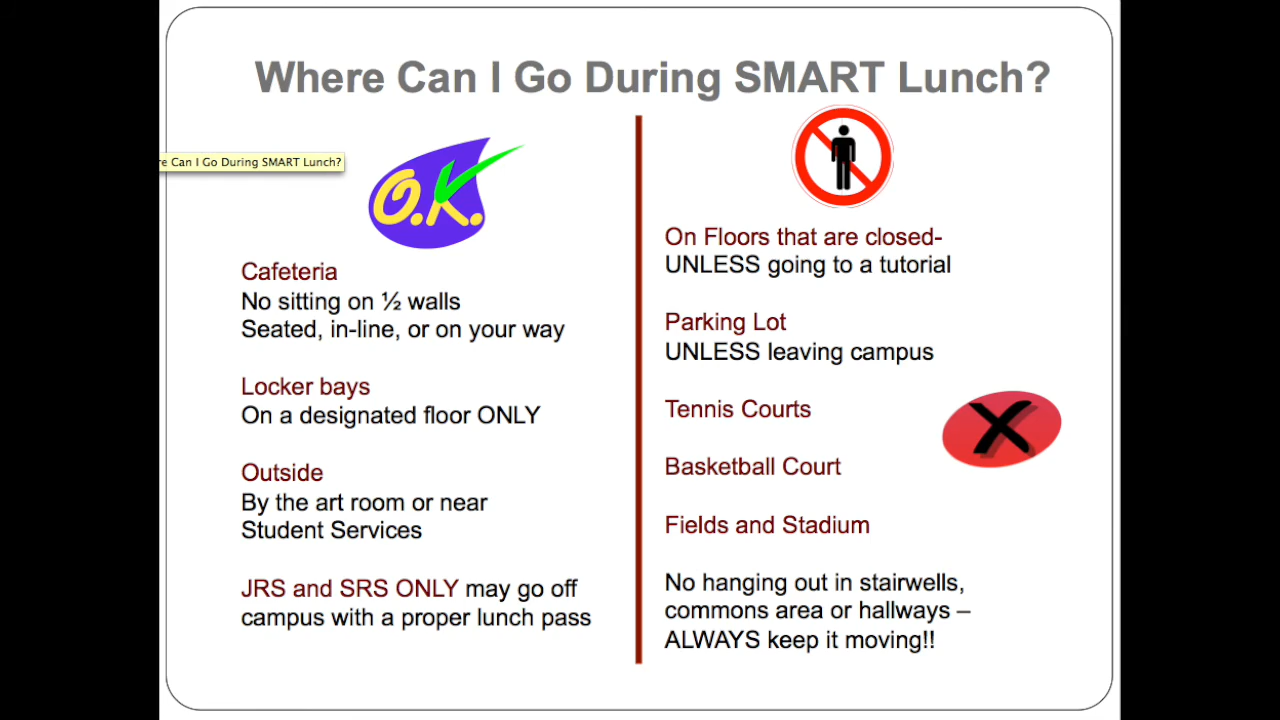 Where Can I Go During SMART Lunch?
re Can I Go During SMART Lunch?
O.K.
Cafeteria
No sitting on ½ walls
Seated, in-line, or on your way
Locker bays
On a designated floor ONLY
Outside
By the art room or near
Student Services
JRS and SRS ONLY may go off
campus with a proper lunch pass
On Floors that are closed-
UNLESS going to a tutorial
Parking Lot
UNLESS leaving campus
Tennis Courts
X
Basketball Court
Fields and Stadium
No hanging out in stairwells,
commons area or hallways –
ALWAYS keep it moving!!